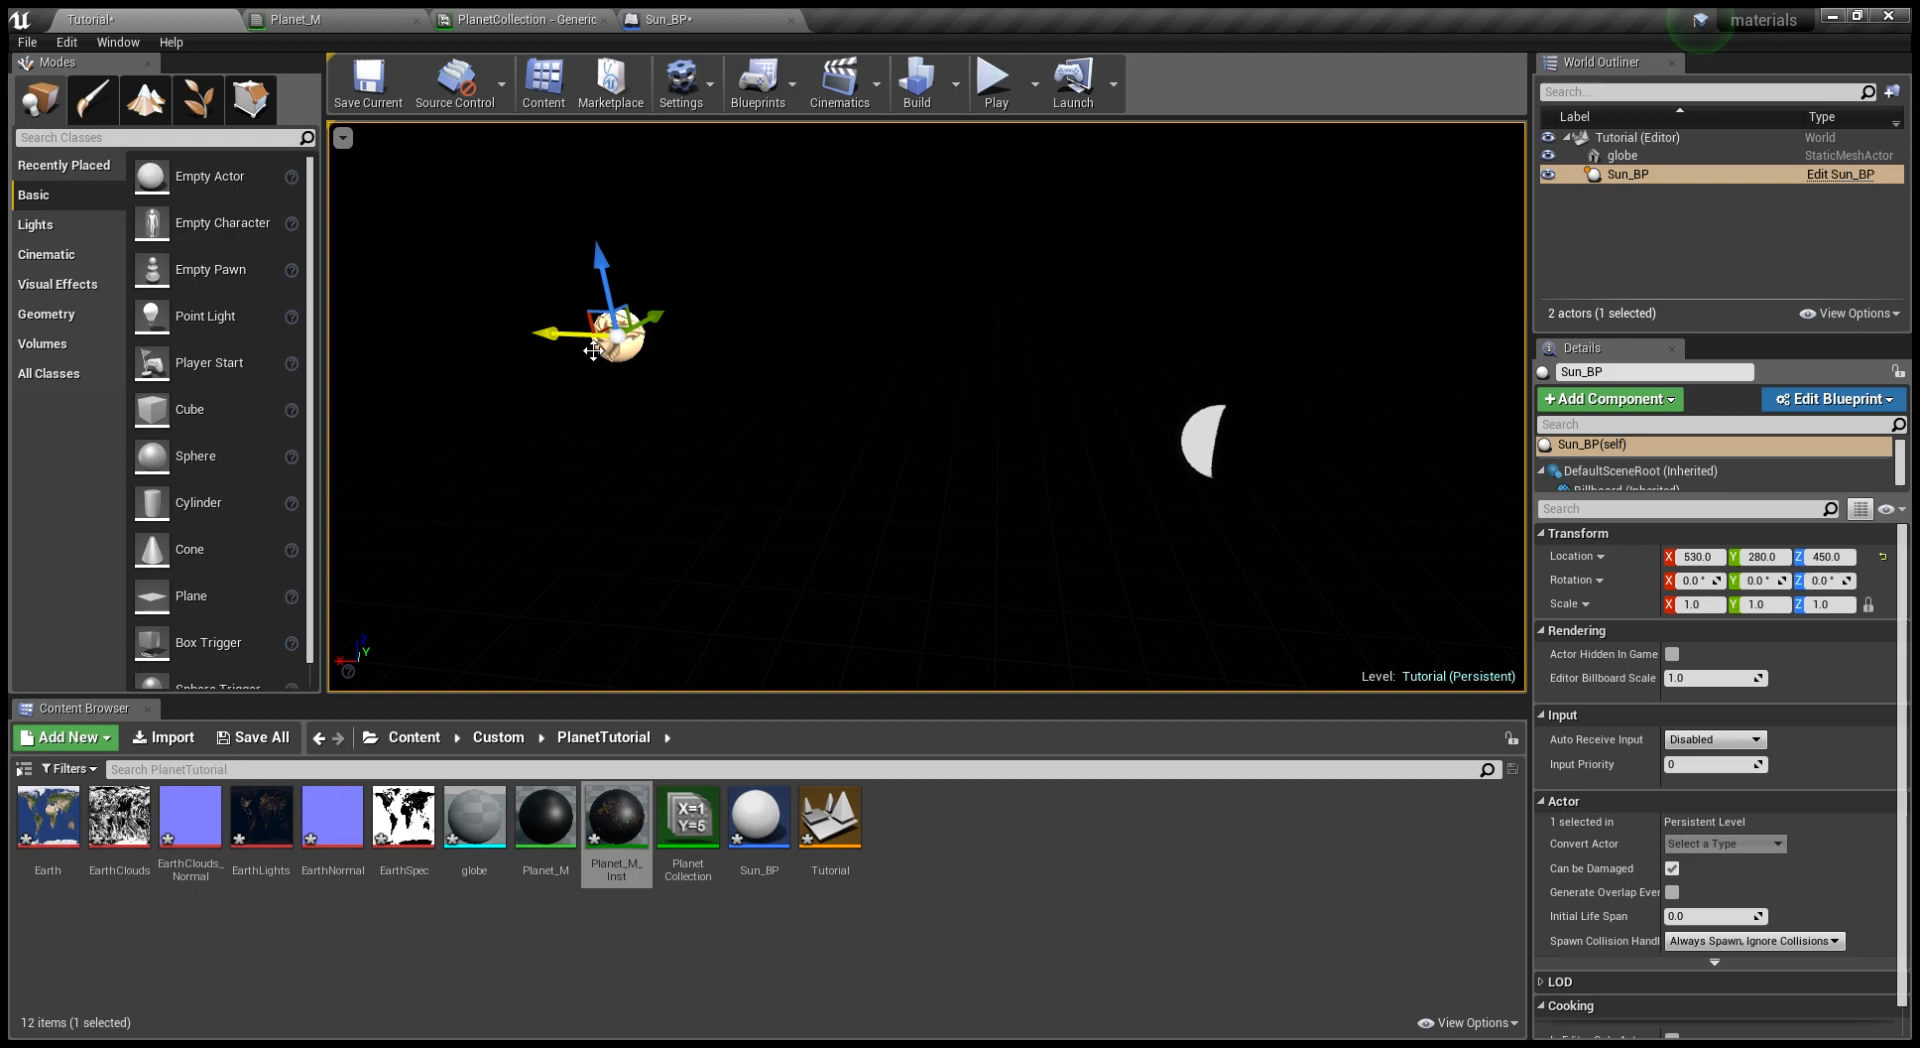 Tutorial*
Planet_M
PlanetCollection - Generic
Sun_BP*
materials
File
Edit
Window
Help
Modes
Search Classes
Recently Placed
Basic
Lights
Cinematic
Visual Effects
Geometry
Volumes
All Classes
Empty Actor
Empty Character
Empty Pawn
Point Light
Player Start
Cube
Sphere
Cylinder
Cone
Plane
Box Trigger
Sphere Trigger
Save Current
Source Control
Content
Marketplace
Settings
Blueprints
Cinematics
Build
Play
Launch
Z
Y
X
Level: Tutorial (Persistent)
World Outliner
Search...
Label
Type
Tutorial (Editor)
World
globe
StaticMeshActor
Sun_BP
Edit Sun_BP
2 actors (1 selected)
View Options
Details
Sun_BP
+Add Component
Edit Blueprint
Search
Sun_BP(self)
DefaultSceneRoot (Inherited)
Billboard (Inherited)
Search
Transform
Location
X 530.0 Y 280.0 Z 450.0
Rotation
X 0.0 ° Y 0.0 ° Z 0.0 °
Scale
X 1.0 Y 1.0 Z 1.0
Rendering
Actor Hidden In Game
Editor Billboard Scale
1.0
Input
Auto Receive Input
Disabled
Input Priority
0
Actor
1 selected in
Persistent Level
Convert Actor
Select a Type
Can be Damaged
Generate Overlap Ever
Initial Life Span
0.0
Spawn Collision Handl
Always Spawn, Ignore Collisions
LOD
Cooking
Content Browser
Add New
Import
Save All
Content
Custom
PlanetTutorial
Filters
Search PlanetTutorial
Earth
EarthClouds
EarthClouds_
Normal
EarthLights
EarthNormal
EarthSpec
globe
Planet_M
Planet_M_
Inst
X=1
Y=5
Planet
Collection
Sun_BP
Tutorial
12 items (1 selected)
View Options